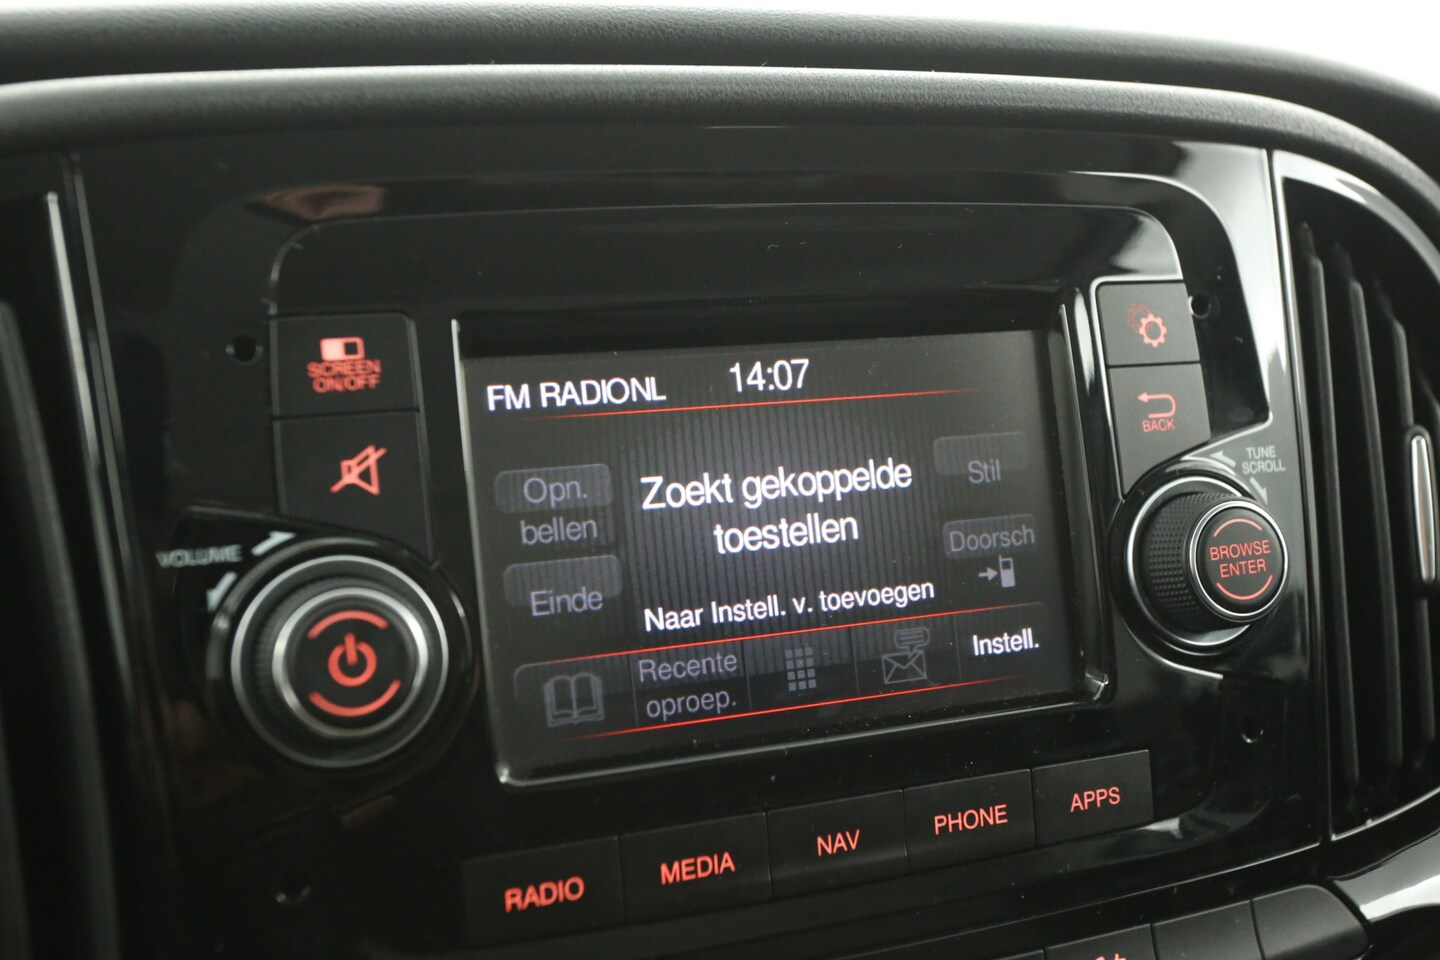 SCREEN
ON/OFF
VOLUME
FM RADIONL
14:07
Opn.
bellen
Einde
Zoekt gekoppelde
toestellen
Naar Instell. v. toevoegen
Stil
Doorsch
Recente
oproep.
Instell.
BACK
TUNE
SCROLL
BROWSE
ENTER
RADIO
MEDIA
NAV
PHONE
APPS